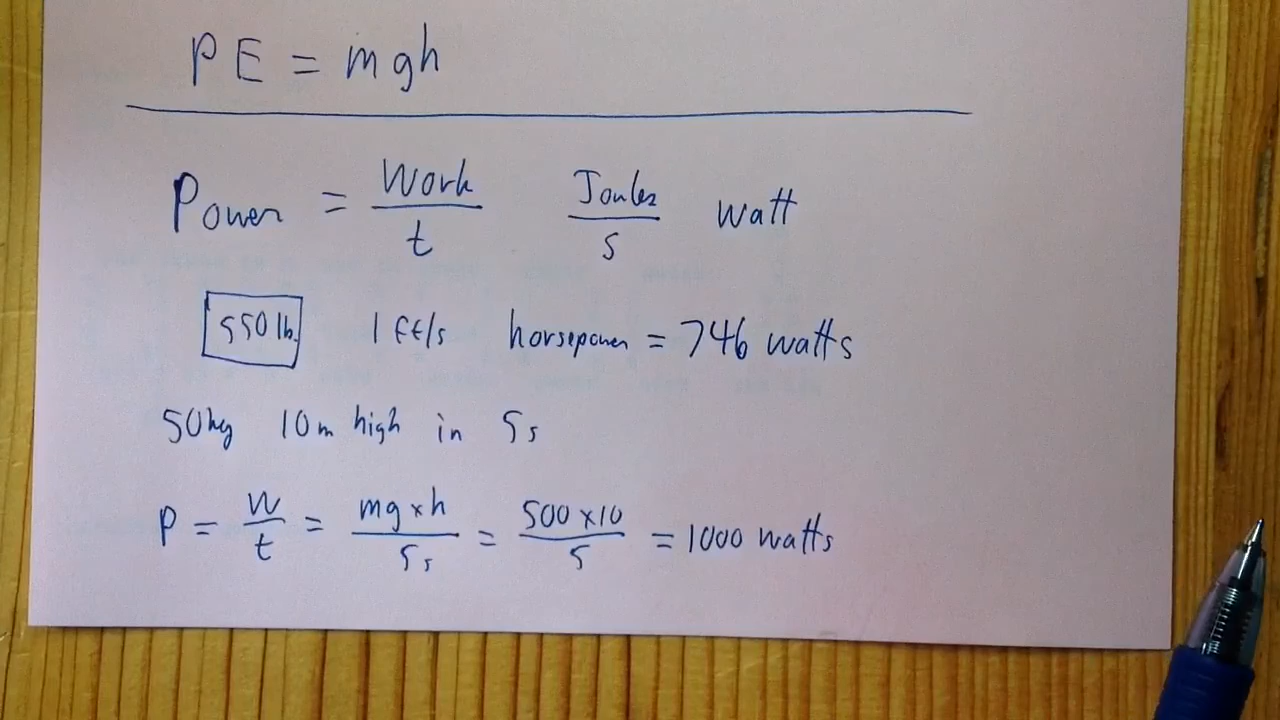 PE = mgh
Power = Work / t Joules / s watt
550 lb. 1 ft/s horsepower = 746 watts
50kg 10m high in 5s
P = W / t = mg x h / 5s = 500 x 10 / 5 = 1000 watts